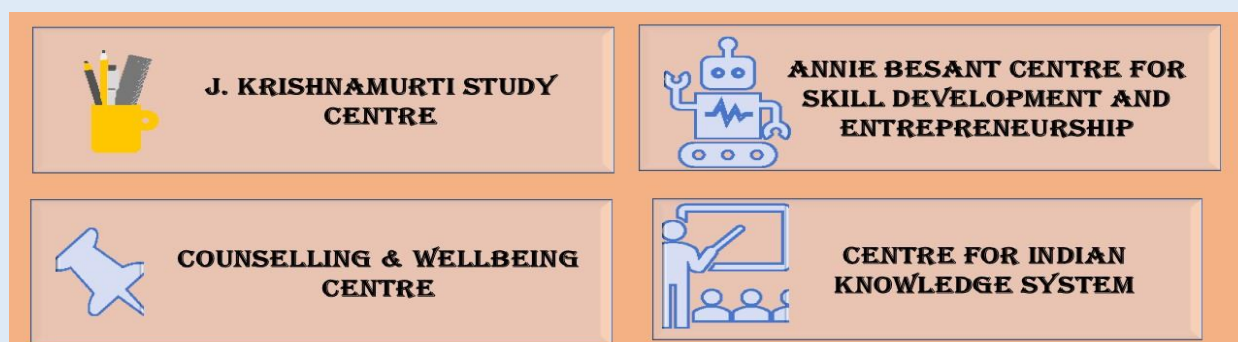 J. KRISHNAMURTI STUDY
CENTRE
ANNIE BESANT CENTRE FOR
SKILL DEVELOPMENT AND
ENTREPRENEURSHIP
COUNSELLING & WELLBEING
CENTRE
CENTRE FOR INDIAN
KNOWLEDGE SYSTEM